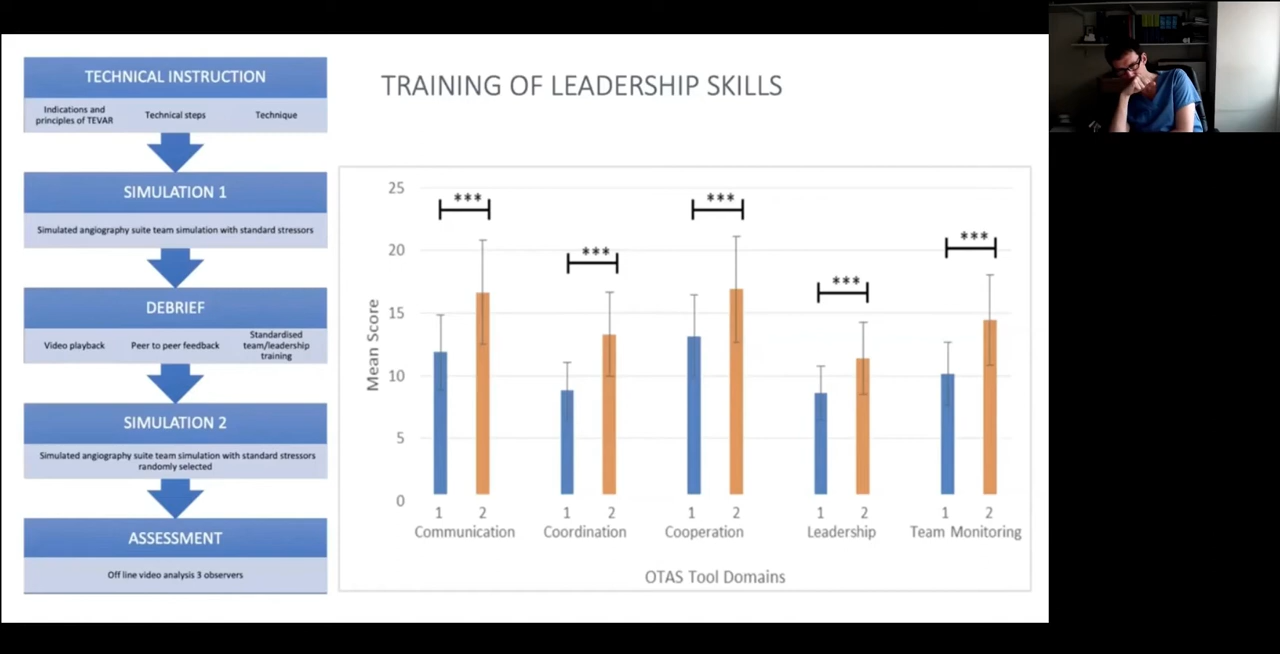 TECHNICAL INSTRUCTION
Indications and
principles of TEVAR
Technical steps
Technique
SIMULATION 1
Simulated angiography suite team simulation with standard stressors
DEBRIEF
Video playback
Peer to peer feedback
Standardised
team/leadership
training
SIMULATION 2
Simulated angiography suite team simulation with standard stressors
randomly selected
ASSESSMENT
Off line video analysis 3 observers
TRAINING OF LEADERSHIP SKILLS
Mean Score
25
20
15
10
5
0
***
***
***
***
***
1 2 1 2 1 2 1 2 1 2
Communication Coordination Cooperation Leadership Team Monitoring
OTAS Tool Domains